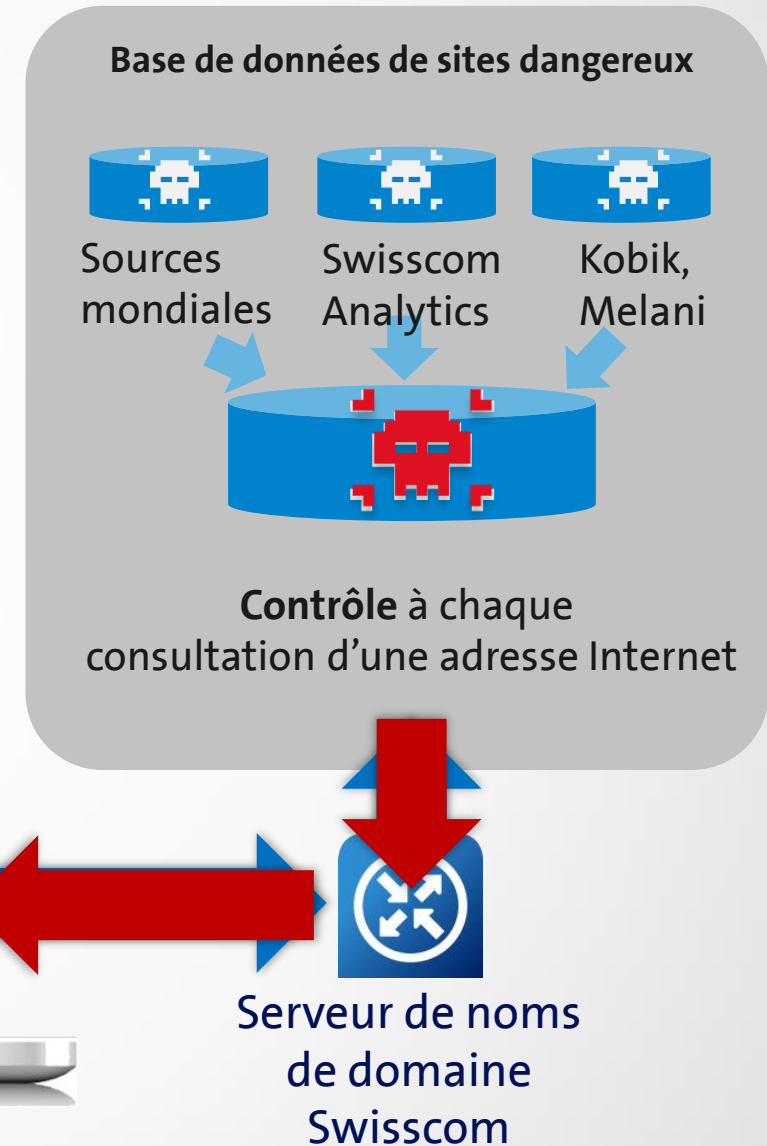 Base de données de sites dangereux
Sources
mondiales
Swisscom
Analytics
Kobik,
Melani
Contrôle à chaque
consultation d’une adresse Internet
Serveur de noms
de domaine
Swisscom